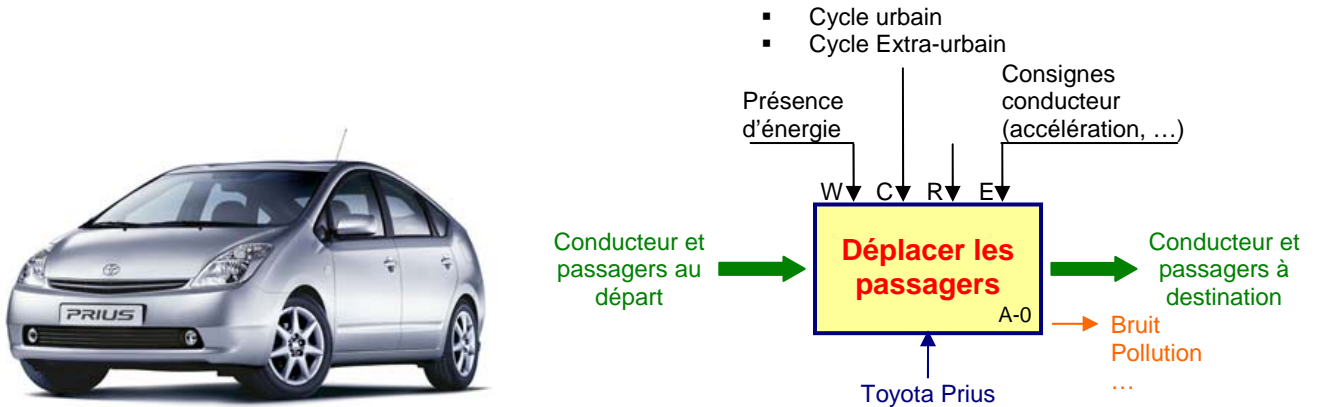 ▪ Cycle urbain
▪ Cycle Extra-urbain
Consignes
conducteur
(accélération, …)
Présence
d’énergie
W C R E
Conducteur et
passagers au
départ
Déplacer les
passagers
A-0
Conducteur et
passagers à
destination
Bruit
Pollution
…
Toyota Prius
PRIUS